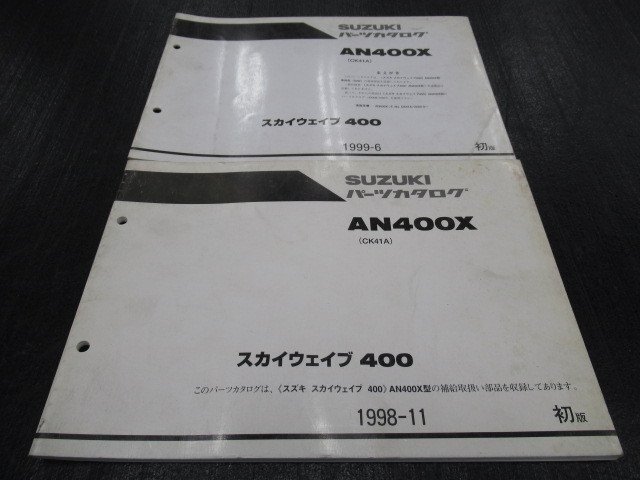 SUZUKI
パーツカタログ
AN400X
(CK41A)
まえがき
スカイウェイブ 400
1999-6
初版
SUZUKI
パーツカタログ
AN400X
(CK41A)
スカイウェイブ 400
このパーツカタログは、《スズキ スカイウェイブ 400》AN400X型の補給取扱い部品を収録してあります。
1998-11
初版